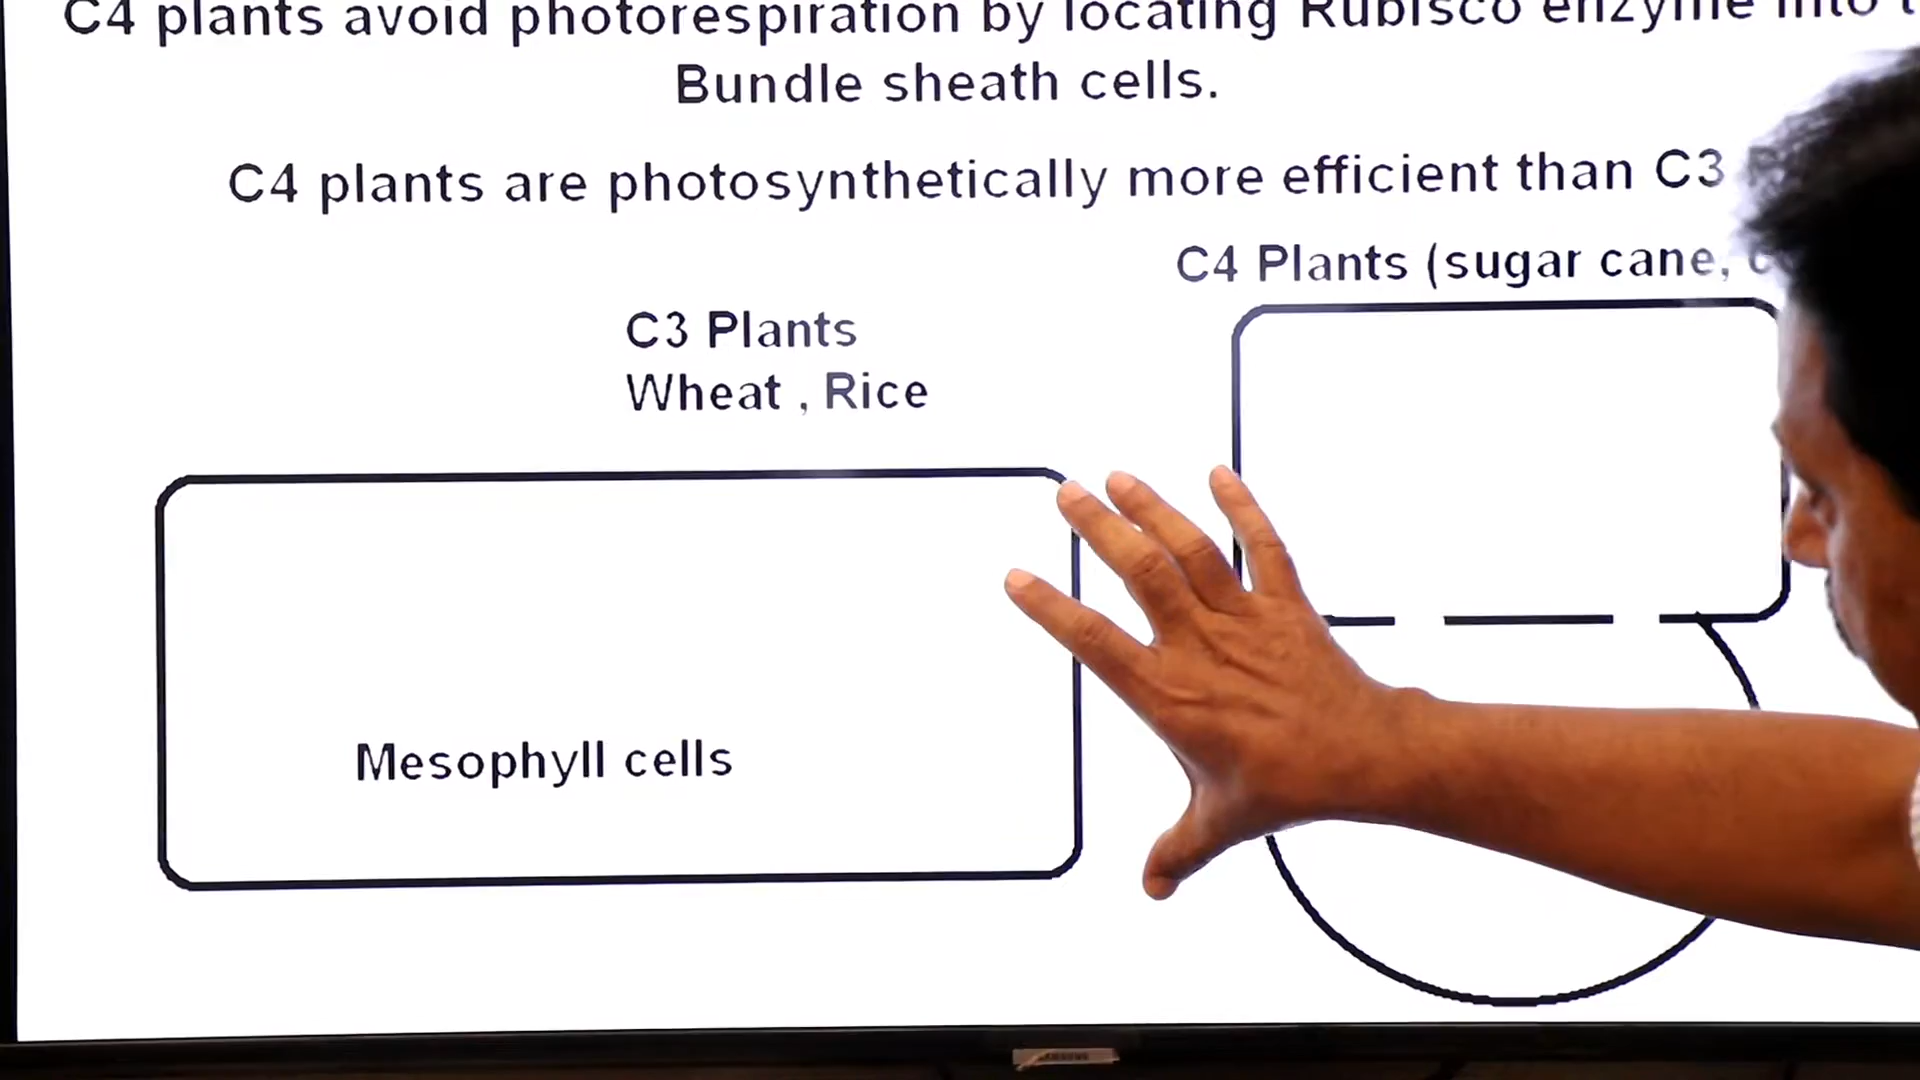 C4 plants avoid photorespiration by locating Rubisco enzyme into
Bundle sheath cells.
C4 plants are photosynthetically more efficient than C3
C4 Plants (sugar cane,
C3 Plants
Wheat , Rice
Mesophyll cells
SAMSUNG